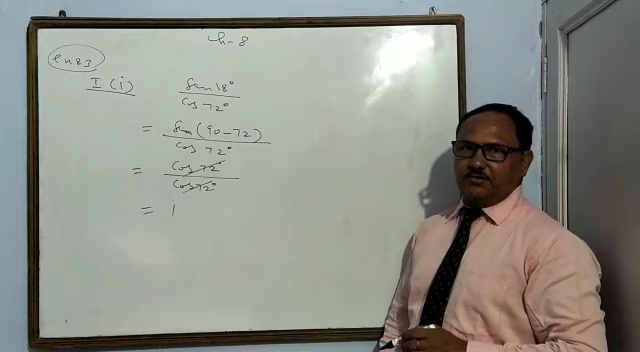 Ch-8
Ex 8.3
I (i) sin 18° / cos 72°
= sin (90-72) / cos 72°
= cos 72° / cos 72°
= 1